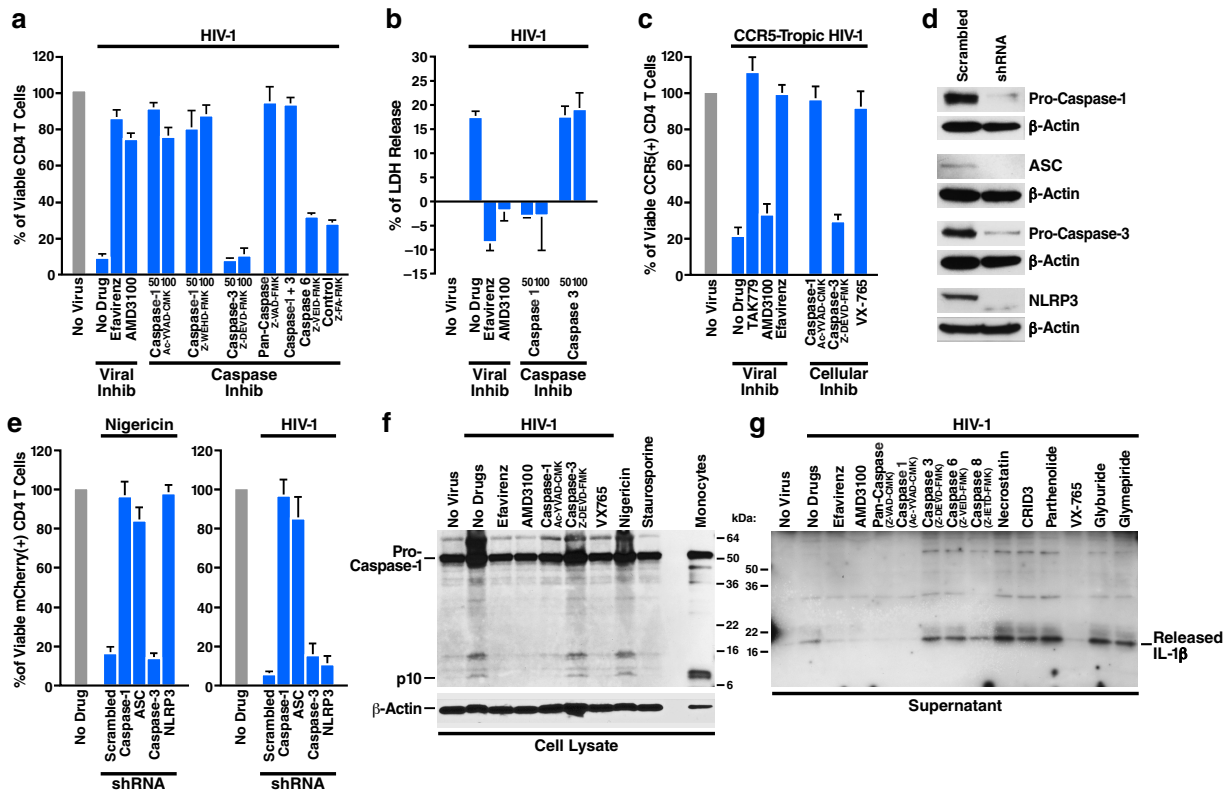 a
HIV-1
% of Viable CD4 T Cells
120
100
80
60
40
20
0
50 100
50 100
50 100
No Virus
No Drug
Efavirenz
AMD3100
Caspase-1
Ac-YVAD-CMK
Caspase-1
Z-WEHD-FMK
Caspase-3
Z-DEVD-FMK
Pan-Caspase
Z-VAD-FMK
Caspase-1 + 3
Caspase 6
Z-VEID-FMK
Control
Z-FA-FMK
Viral
Inhib
Caspase
Inhib
b
HIV-1
% of LDH Release
30
25
20
15
10
5
0
−5
−10
−15
No Virus
No Drug
Efavirenz
AMD3100
50 100
Caspase 1
50 100
Caspase 3
Viral
Inhib
Caspase
Inhib
c
CCR5-Tropic HIV-1
% of Viable CCR5(+) CD4 T Cells
120
100
80
60
40
20
0
No Virus
No Drug
TAK779
AMD3100
Efavirenz
Caspase-1
Ac-YVAD-CMK
Caspase-3
Z-DEVD-FMK
VX-765
Viral
Inhib
Cellular
Inhib
d
Scrambled
shRNA
Pro-Caspase-1
β-Actin
ASC
β-Actin
Pro-Caspase-3
β-Actin
NLRP3
β-Actin
e
Nigericin
%of Viable mCherry(+) CD4 T Cells
120
100
80
60
40
20
0
No Drug
Scrambled
Caspase-1
ASC
Caspase-3
NLRP3
shRNA
HIV-1
120
100
80
60
40
20
0
No Drug
Scrambled
Caspase-1
ASC
Caspase-3
NLRP3
shRNA
f
HIV-1
No Virus
No Drugs
Efavirenz
AMD3100
Caspase-1
Ac-YVAD-CMK
Caspase-3
Z-DEVD-FMK
VX765
Nigericin
Staurosporine
Monocytes
kDa:
64
50
36
22
16
6
Pro-
Caspase-1
p10
β-Actin
Cell Lysate
g
HIV-1
No Virus
No Drugs
Efavirenz
AMD3100
Pan-Caspase
(Z-VAD-CMK)
Caspase 1
(Ac-YVAD-CMK)
Caspase 3
(Z-DEVD-FMK)
Caspase 6
(Z-VEID-FMK)
Caspase 8
(Z-IETD-FMK)
Necrostatin
CRID3
Parthenolide
VX-765
Glyburide
Glymepiride
50
36
22
16
Released
IL-1β
Supernatant